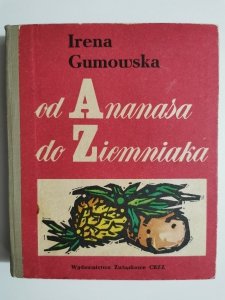 Irena
Gumowska
od Ananasa
do Ziemniaka
Wydawnictwo Związkowe CRZZ